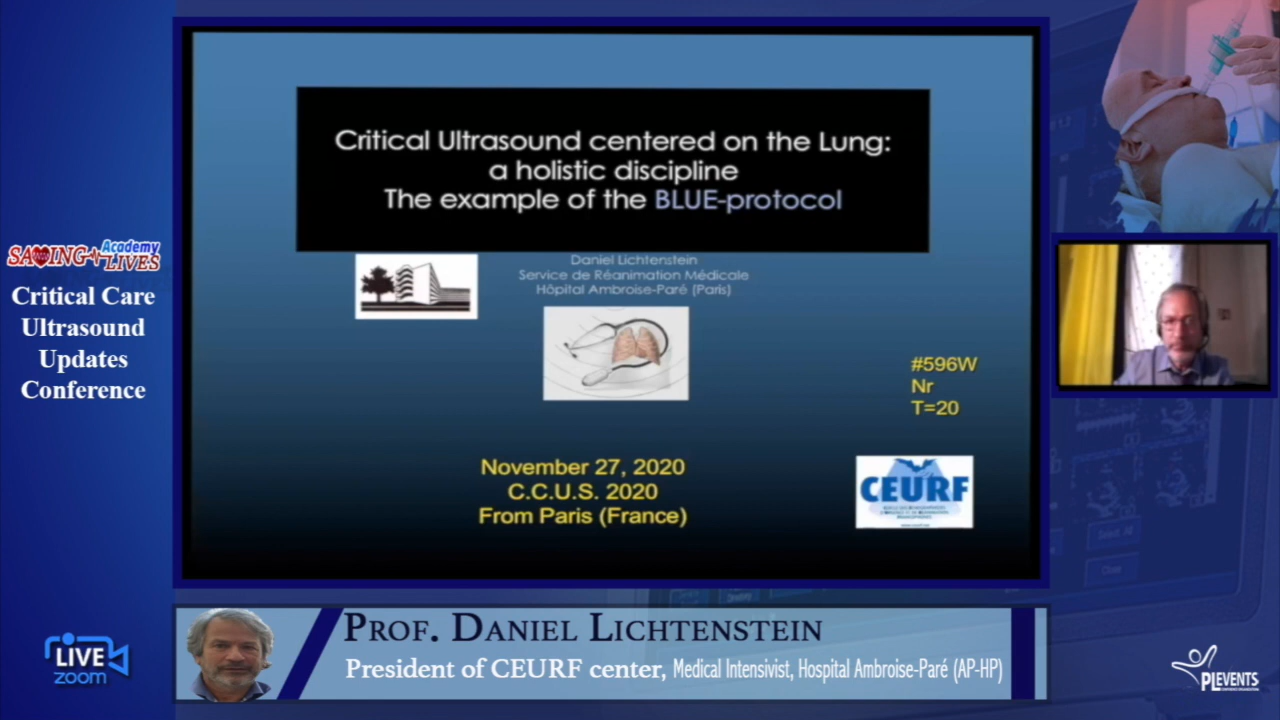 Critical Ultrasound centered on the Lung:
a holistic discipline
The example of the BLUE-protocol
Daniel Lichtenstein
Service de Réanimation Médicale
Hôpital Ambroise-Paré (Paris)
#596W
Nr
T=20
November 27, 2020
C.C.U.S. 2020
From Paris (France)
CEURF
SAVING LIVES
Academy
Critical Care
Ultrasound
Updates
Conference
LIVE
zoom
PROF. DANIEL LICHTENSTEIN
President of CEURF center, Medical Intensivist, Hospital Ambroise-Paré (AP-HP)
PLEVENTS